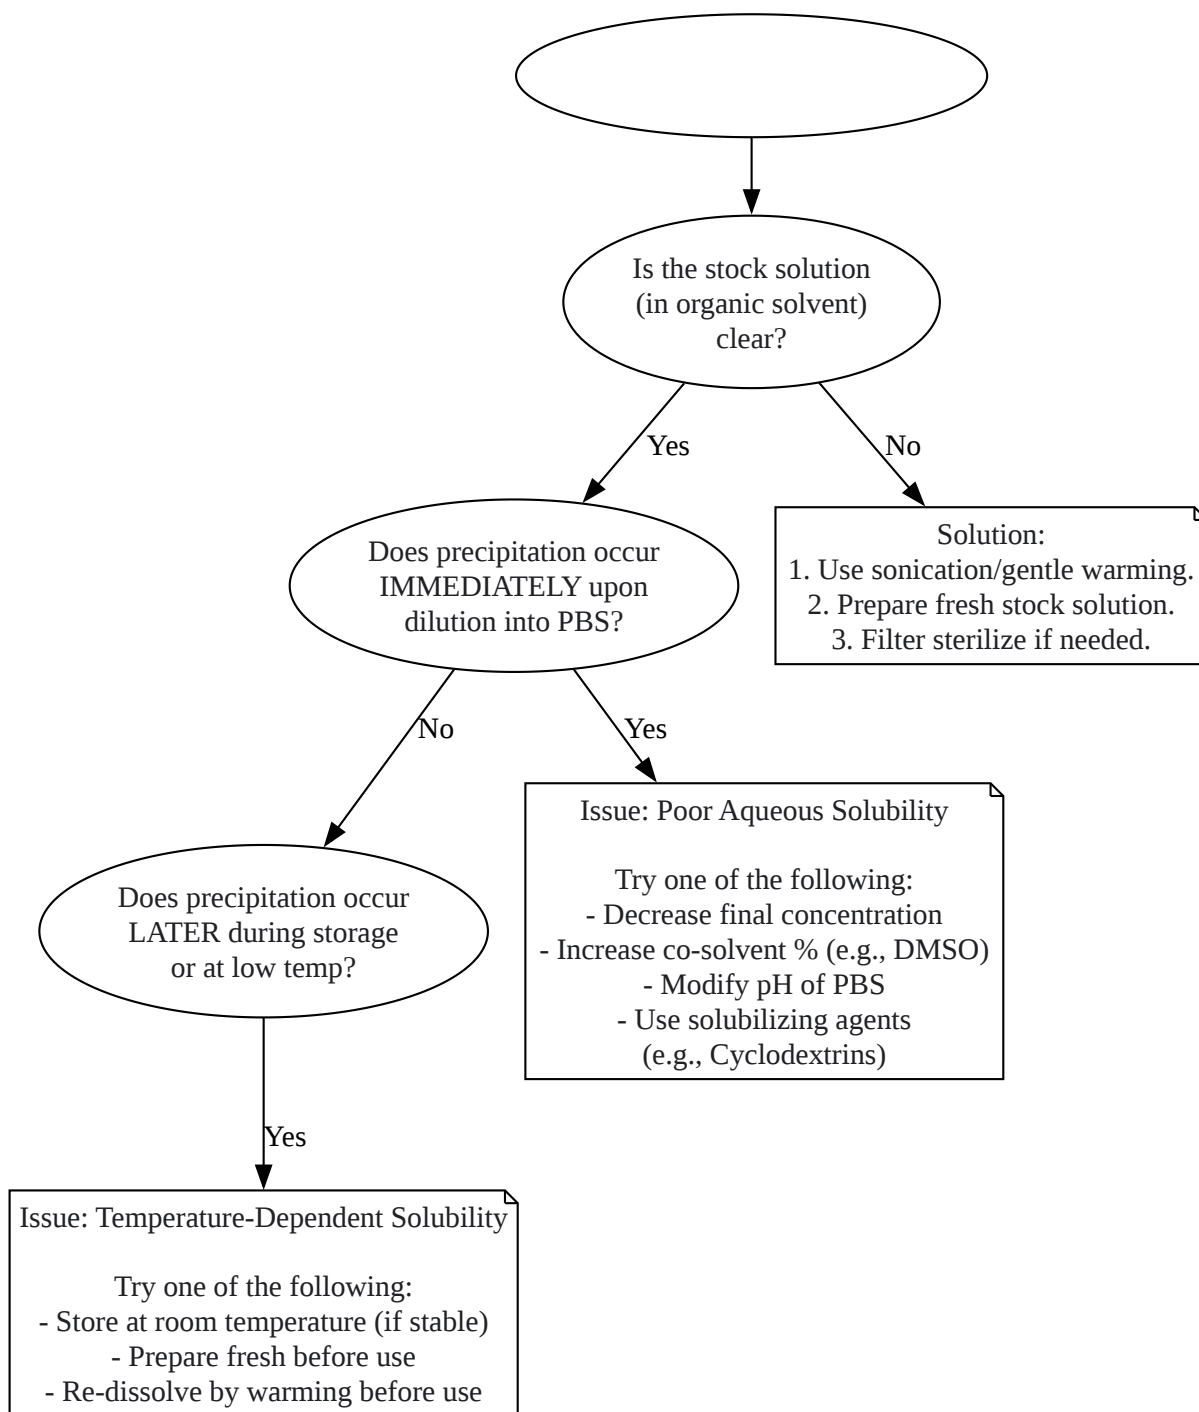 Is the stock solution
(in organic solvent)
clear?
Yes
No
Does precipitation occur
IMMEDIATELY upon
dilution into PBS?
Solution:
1. Use sonication/gentle warming.
2. Prepare fresh stock solution.
3. Filter sterilize if needed.
No
Yes
Does precipitation occur
LATER during storage
or at low temp?
Issue: Poor Aqueous Solubility
Try one of the following:
- Decrease final concentration
- Increase co-solvent % (e.g., DMSO)
- Modify pH of PBS
- Use solubilizing agents
(e.g., Cyclodextrins)
Yes
Issue: Temperature-Dependent Solubility
Try one of the following:
- Store at room temperature (if stable)
- Prepare fresh before use
- Re-dissolve by warming before use